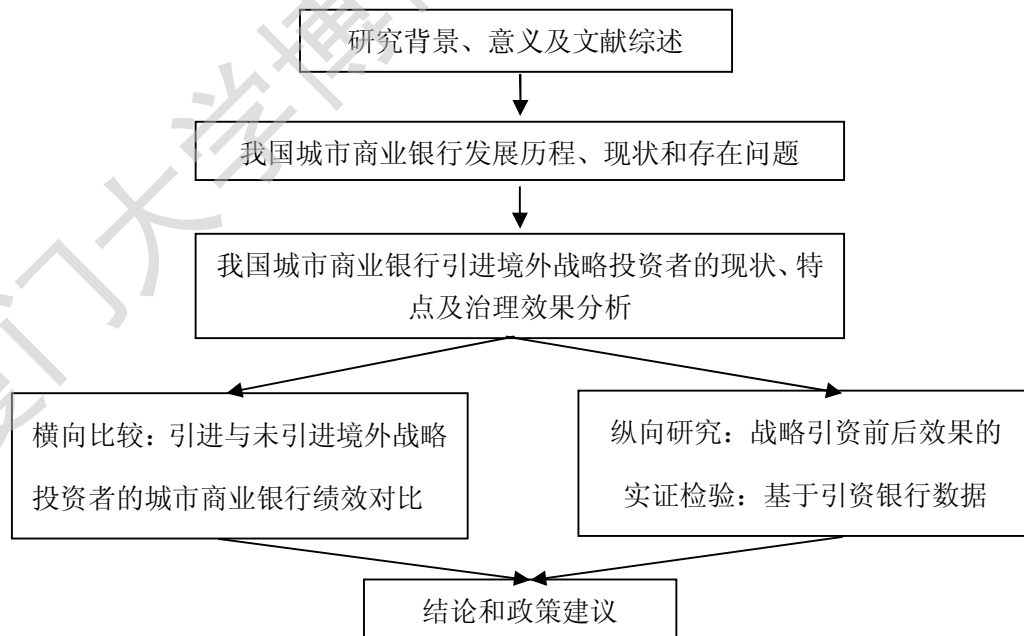 研究背景、意义及文献综述
我国城市商业银行发展历程、现状和存在问题
我国城市商业银行引进境外战略投资者的现状、特
点及治理效果分析
横向比较：引进与未引进境外战略
投资者的城市商业银行绩效对比
纵向研究：战略引资前后效果的
实证检验：基于引资银行数据
结论和政策建议
厦门大学博